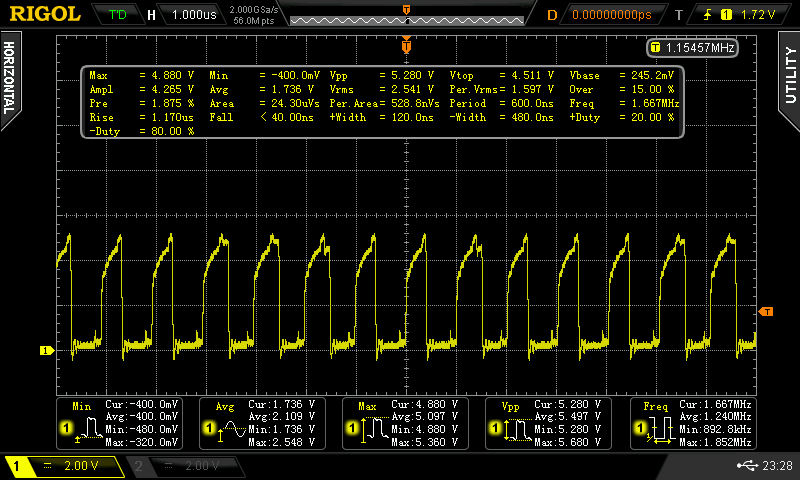 RIGOL T'D H 1.000us 2.000GSa/s 56.0M pts D 0.00000000ps T 1 1.72 V
HORIZONTAL
UTILITY
T 1.15457MHz
Max = 4.880 V Min = -400.0mV Vpp = 5.280 V Vtop = 4.511 V Vbase = 245.2mV
Ampl = 4.265 V Avg = 1.736 V Vrms = 2.541 V Per.Vrms= 1.597 V Over = 15.00 %
Pre = 1.875 % Area = 24.30uVs Per.Area= 528.8nVs Period = 600.0ns Freq = 1.667MHz
Rise = 1.170us Fall < 40.00ns +Width = 120.0ns -Width = 480.0ns +Duty = 20.00 %
-Duty = 80.00 %
T
T
1
Min
Cur:-400.0mV
Avg:-400.0mV
Min:-480.0mV
Max:-320.0mV
1
Avg
Cur:1.736 V
Avg:2.109 V
Min:1.736 V
Max:2.548 V
1
Max
Cur:4.880 V
Avg:5.097 V
Min:4.880 V
Max:5.360 V
1
Vpp
Cur:5.280 V
Avg:5.497 V
Min:5.280 V
Max:5.680 V
1
Freq
Cur:1.667MHz
Avg:1.240MHz
Min:892.8kHz
Max:1.852MHz
1
1 = 2.00 V 2 = 2.00 V 23:28